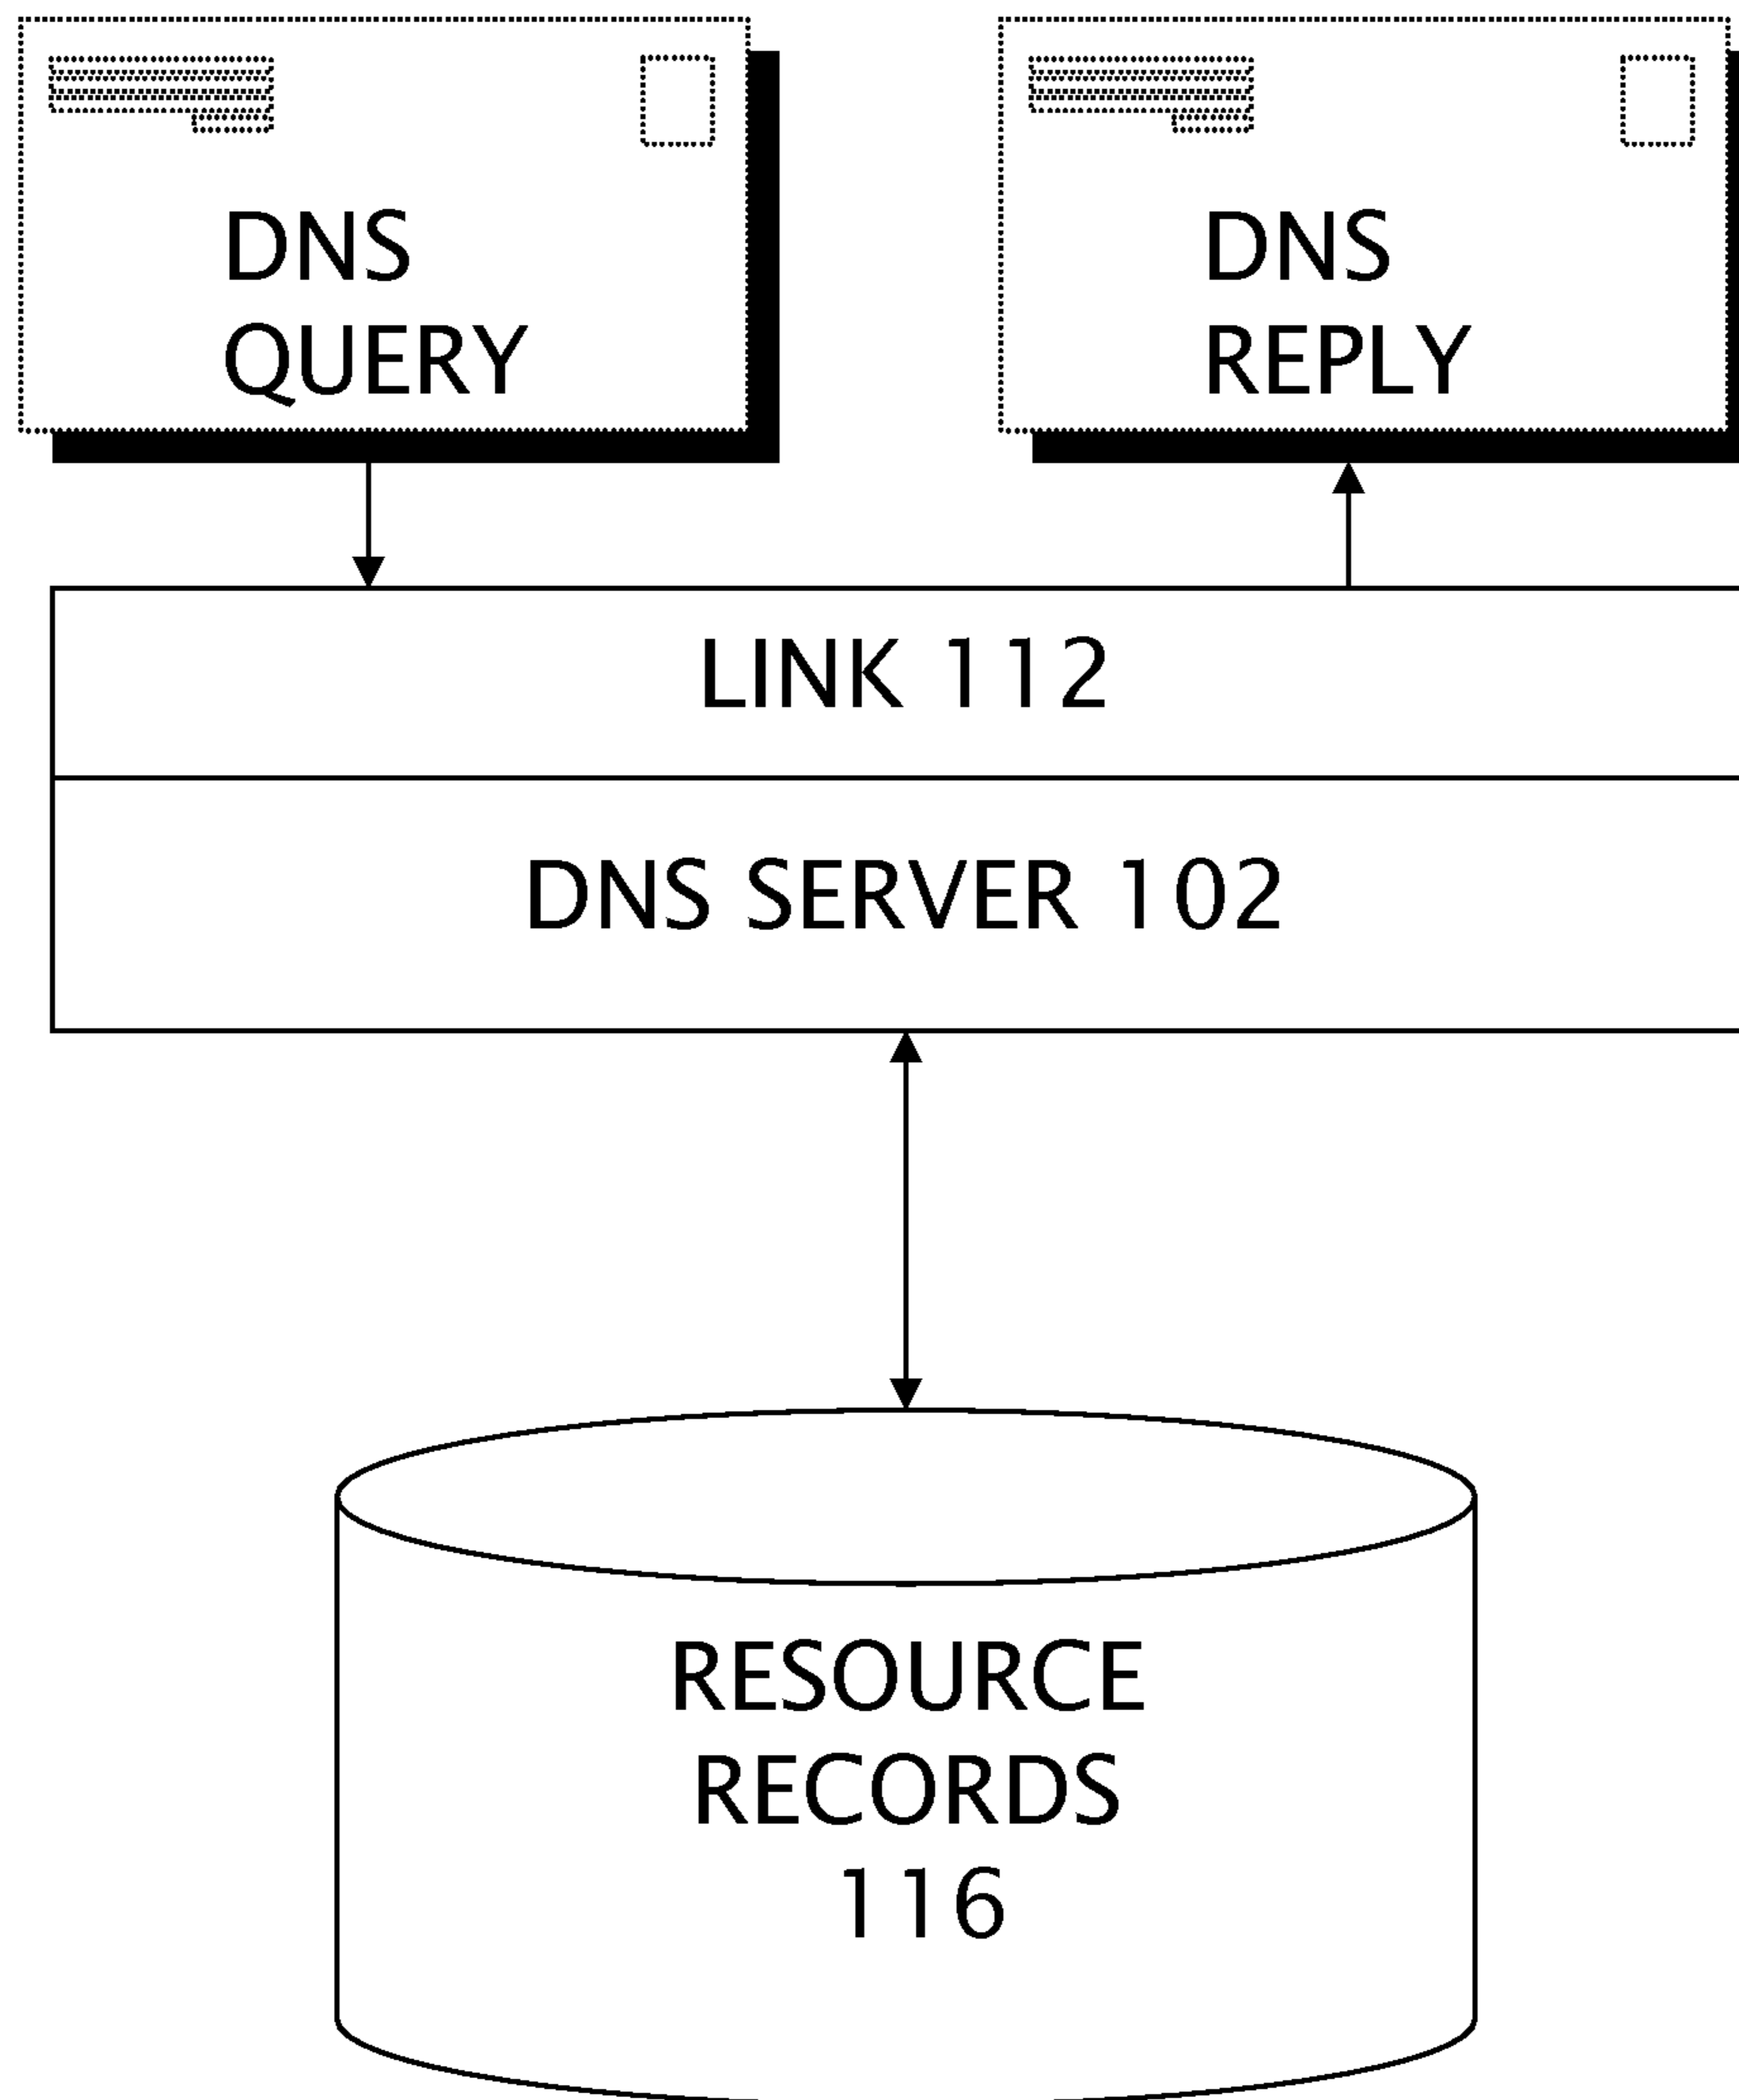 DNS
QUERY
DNS
REPLY
LINK 112
DNS SERVER 102
RESOURCE
RECORDS
116